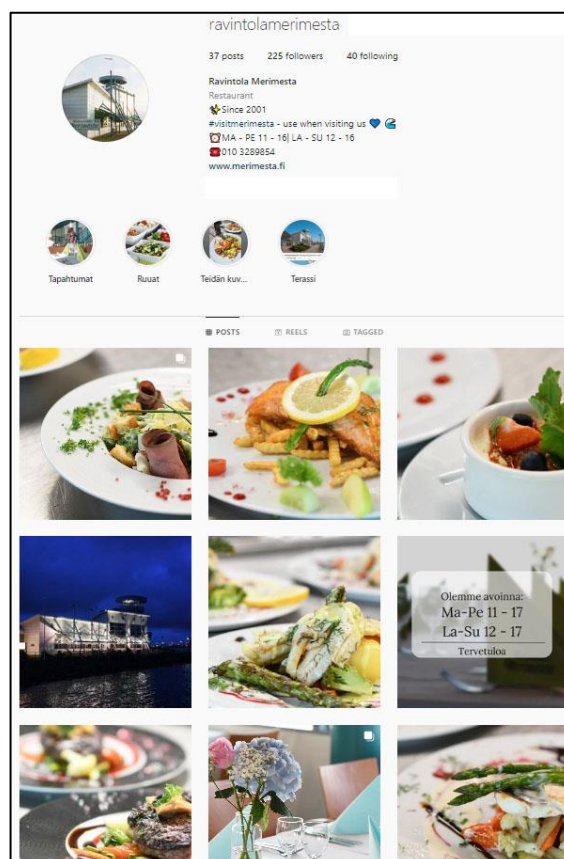 ravintolamerimesta
37 posts 225 followers 40 following
Ravintola Merimesta
Restaurant
Since 2001
#visitmerimesta - use when visiting us
MA - PE 11 - 16| LA - SU 12 - 16
010 3289854
www.merimesta.fi
Tapahtumat Ruuat Teidän kuv... Terassi
POSTS REELS TAGGED
Olemme avoinna:
Ma-Pe 11 - 17
La-Su 12 - 17
Tervetuloa